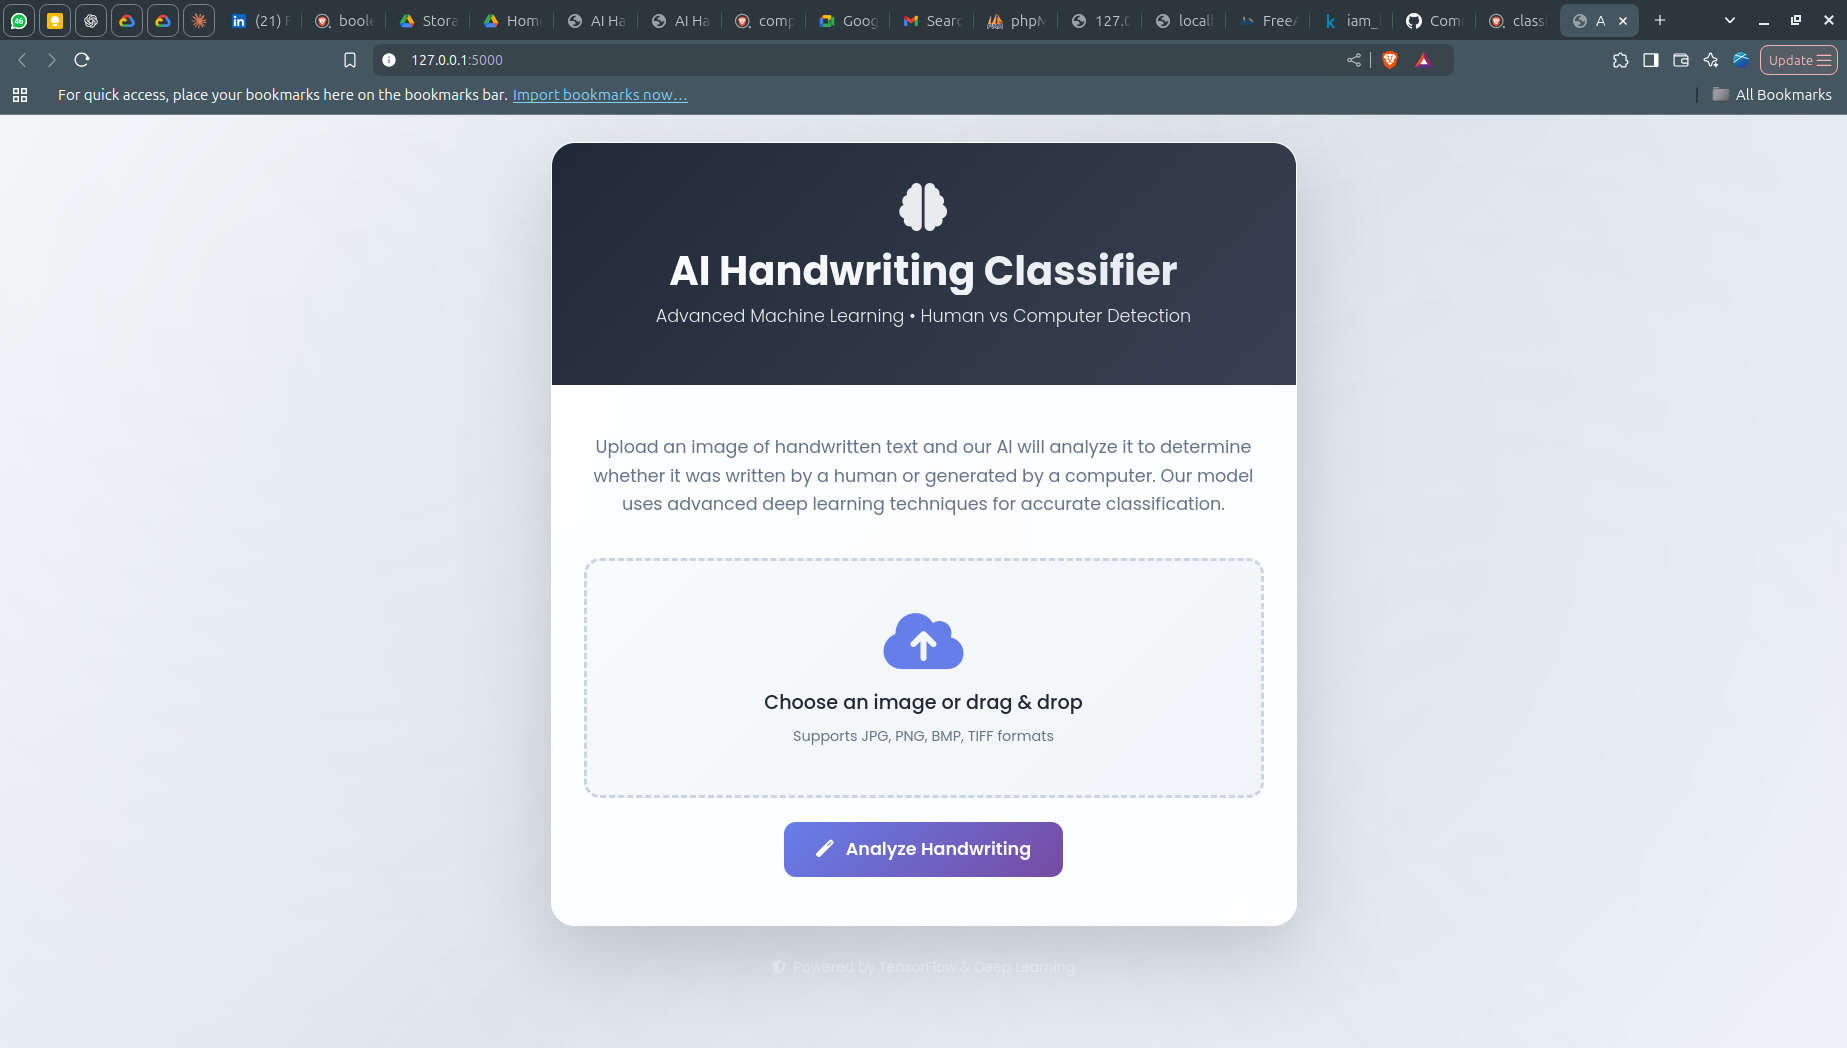 46
(21) F
boole
Stora
Home
AI Ha
AI Ha
comp
Goog
Searc
phpM
127.0
locall
FreeA
iam_
Com
classi
A
127.0.0.1:5000
Update
For quick access, place your bookmarks here on the bookmarks bar. Import bookmarks now...
All Bookmarks
AI Handwriting Classifier
Advanced Machine Learning • Human vs Computer Detection
Upload an image of handwritten text and our AI will analyze it to determine
whether it was written by a human or generated by a computer. Our model
uses advanced deep learning techniques for accurate classification.
Choose an image or drag & drop
Supports JPG, PNG, BMP, TIFF formats
Analyze Handwriting
Powered by TensorFlow & Deep Learning